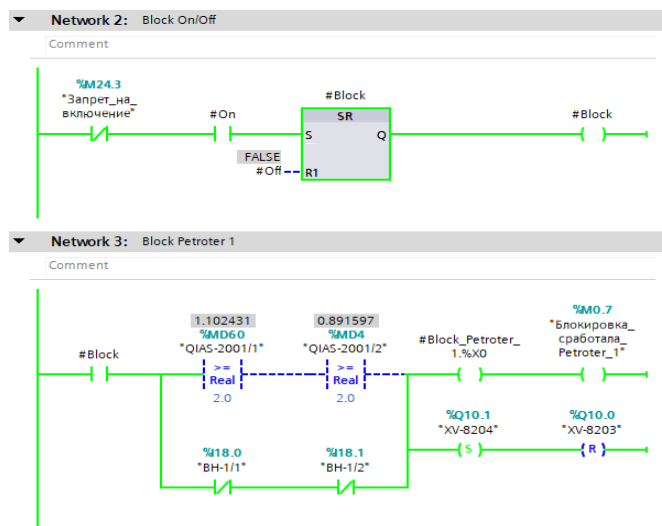 Network 2: Block On/Off
Comment
%M24.3
"Запрет_на_
включение"
#On
#Block
SR
S
Q
#Block
FALSE
#Off
R1
Network 3: Block Petroter 1
Comment
#Block
1.102431
%MD60
"QIAS-2001/1"
>=
Real
2.0
0.891597
%MD4
"QIAS-2001/2"
>=
Real
2.0
#Block_Petroter_
1.%X0
%M0.7
"Блокировка_
сработала_
Petroter_1"
%Q10.1
"XV-8204"
S
%Q10.0
"XV-8203"
R
%I18.0
"BH-1/1"
%I18.1
"BH-1/2"